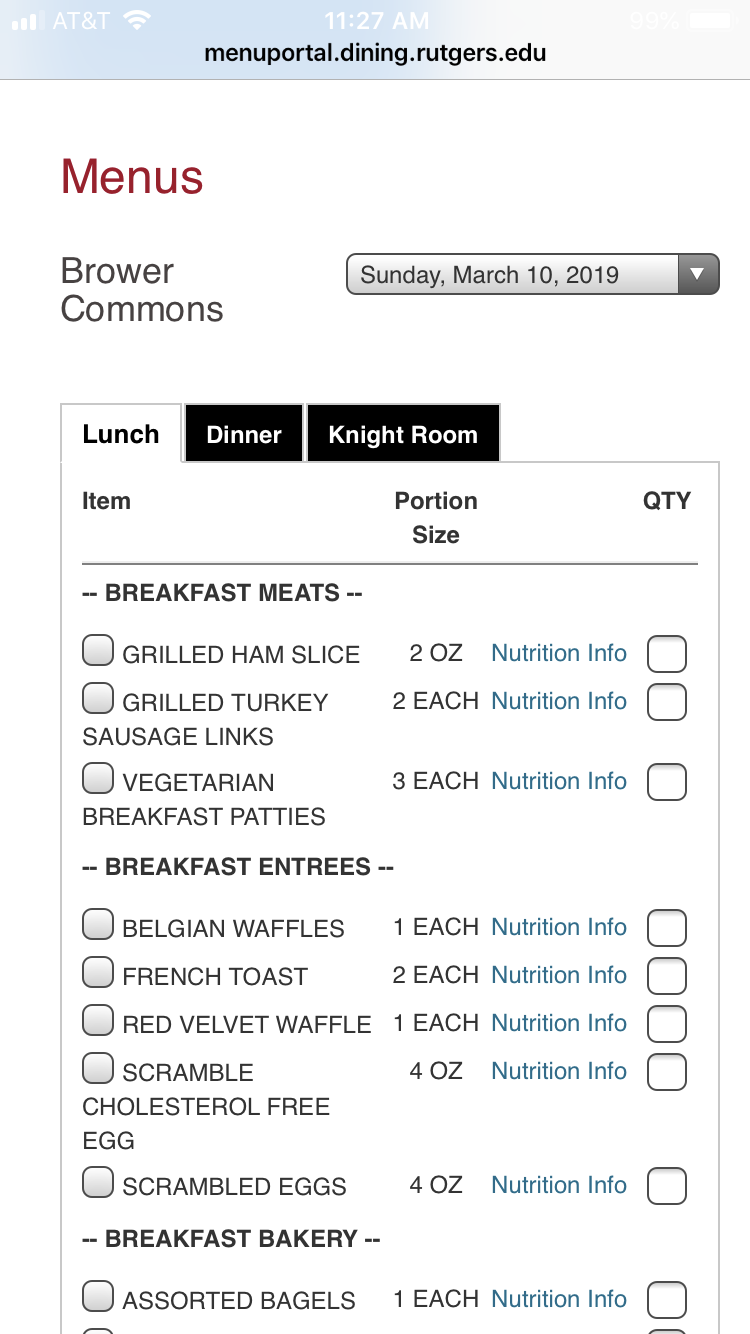 AT&T 11:27 AM 99%
menuportal.dining.rutgers.edu
Menus
Brower
Commons
Sunday, March 10, 2019
Lunch Dinner Knight Room
Item Portion QTY
Size
-- BREAKFAST MEATS --
GRILLED HAM SLICE 2 OZ Nutrition Info
GRILLED TURKEY 2 EACH Nutrition Info
SAUSAGE LINKS
VEGETARIAN 3 EACH Nutrition Info
BREAKFAST PATTIES
-- BREAKFAST ENTREES --
BELGIAN WAFFLES 1 EACH Nutrition Info
FRENCH TOAST 2 EACH Nutrition Info
RED VELVET WAFFLE 1 EACH Nutrition Info
SCRAMBLE 4 OZ Nutrition Info
CHOLESTEROL FREE
EGG
SCRAMBLED EGGS 4 OZ Nutrition Info
-- BREAKFAST BAKERY --
ASSORTED BAGELS 1 EACH Nutrition Info